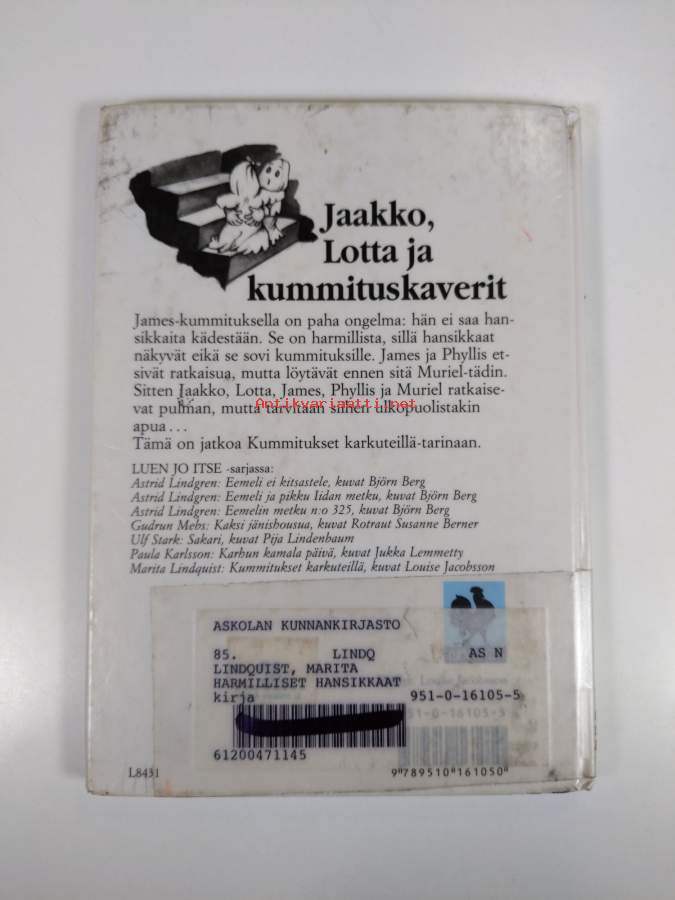 Jaakko,
Lotta ja
kummituskaverit
James-kummituksella on paha ongelma: hän ei saa han-
sikkaita kädestään. Se on harmillista, sillä hansikkaat
näkyvät eikä se sovi kummituksille. James ja Phyllis et-
sivät ratkaisua, mutta löytävät ennen sitä Muriel-tädin.
Sitten Jaakko, Lotta, James, Phyllis ja Muriel ratkaise-
vat pulman, mutta tarvitaan siihen ulkopuolistakin
Antikvariaatti.net
apua...
Tämä on jatkoa Kummitukset karkuteillä-tarinaan.
LUEN JO ITSE -sarjassa:
Astrid Lindgren: Eemeli ei kitsastele, kuvat Björn Berg
Astrid Lindgren: Eemeli ja pikku Iidan metku, kuvat Björn Berg
Astrid Lindgren: Eemelin metku n:o 325, kuvat Björn Berg
Gudrun Mebs: Kaksi jänishousua, kuvat Rotraut Susanne Berner
Ulf Stark: Sakari, kuvat Pija Lindenbaum
Paula Karlsson: Karhun kamala päivä, kuvat Jukka Lemmetty
Marita Lindquist: Kummitukset karkuteillä, kuvat Louise Jacobsson
ASKOLAN KUNNANKIRJASTO
85. LINDQ AS N
LINDQUIST, MARITA
HARMILLISET HANSIKKAAT
kirja 951-0-16105-5
951-0-16105-5
61200471145
L8431
9 789510 161050